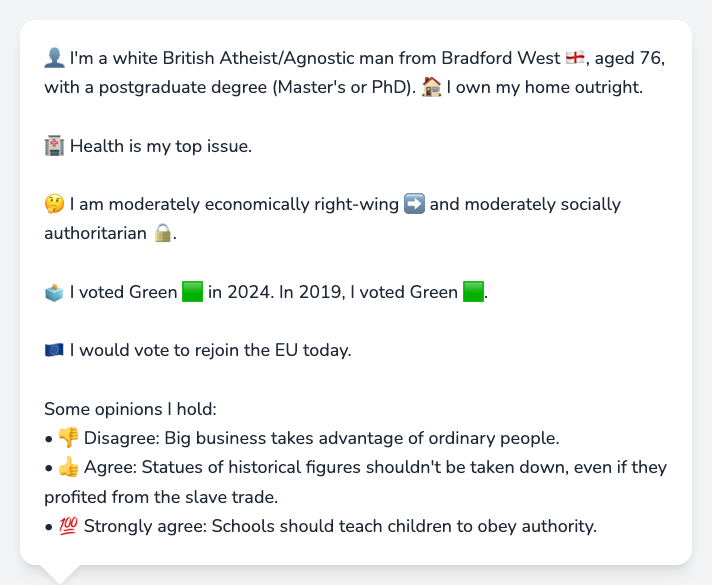 👤 I'm a white British Atheist/Agnostic man from Bradford West 🏴󠁧󠁢󠁥󠁮󠁧󠁿, aged 76,
with a postgraduate degree (Master's or PhD). 🏠 I own my home outright.
🏥 Health is my top issue.
🤔 I am moderately economically right-wing ➡️ and moderately socially
authoritarian 🔒.
🗳️ I voted Green 🟩 in 2024. In 2019, I voted Green 🟩.
🇪🇺 I would vote to rejoin the EU today.
Some opinions I hold:
• 👎 Disagree: Big business takes advantage of ordinary people.
• 👍 Agree: Statues of historical figures shouldn't be taken down, even if they
profited from the slave trade.
• 💯 Strongly agree: Schools should teach children to obey authority.